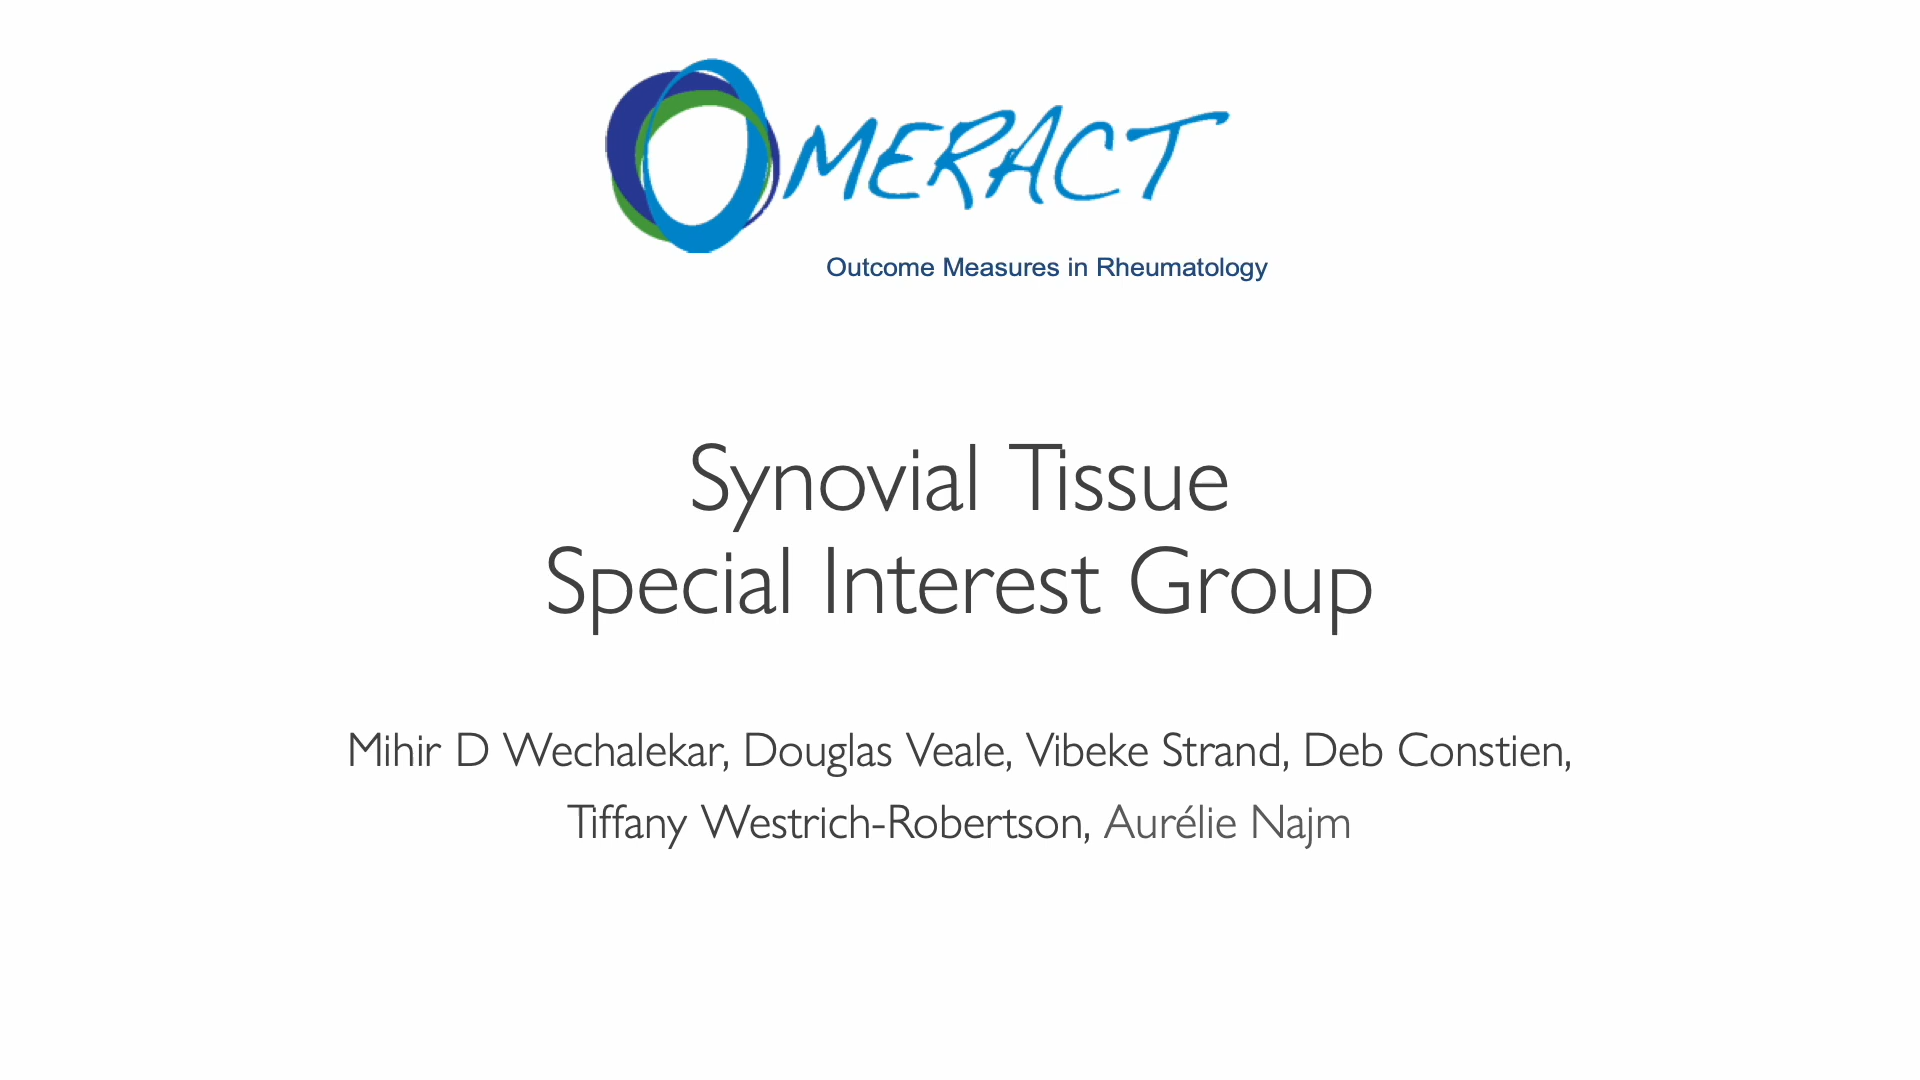 OMERACT
Outcome Measures in Rheumatology
Synovial Tissue
Special Interest Group
Mihir D Wechalekar, Douglas Veale, Vibeke Strand, Deb Constien,
Tiffany Westrich-Robertson, Aurélie Najm